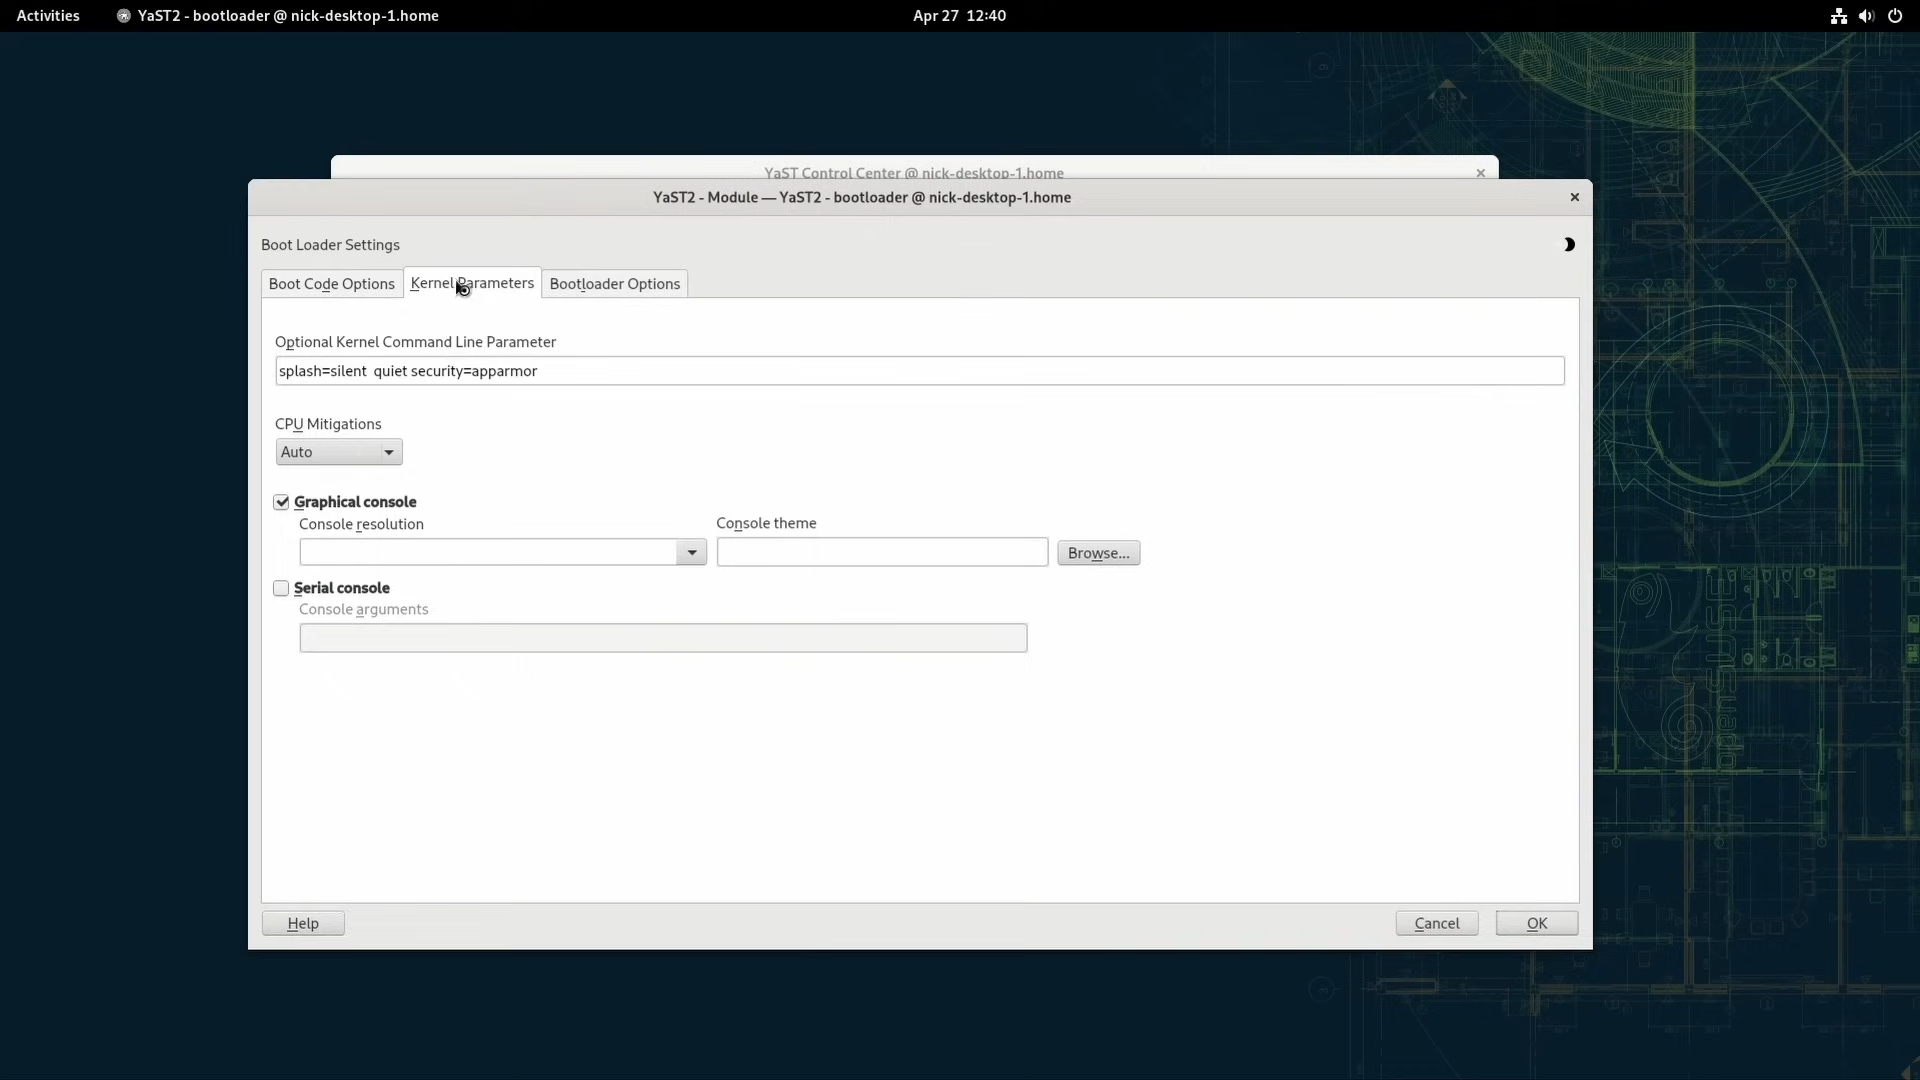 Activities
YaST2 - bootloader @ nick-desktop-1.home
Apr 27 12:40
YaST Control Center @ nick-desktop-1.home
YaST2 - Module — YaST2 - bootloader @ nick-desktop-1.home
Boot Loader Settings
Boot Code Options
Kernel Parameters
Bootloader Options
Optional Kernel Command Line Parameter
splash=silent  quiet security=apparmor
CPU Mitigations
Auto
Graphical console
Console resolution
Console theme
Browse...
Serial console
Console arguments
Help
Cancel
OK
openSUSE